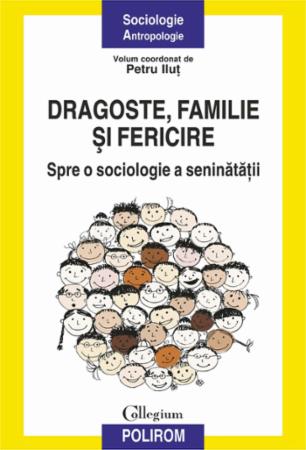 Sociologie
Antropologie
Volum coordonat de
Petru Iluț
DRAGOSTE, FAMILIE
ȘI FERICIRE
Spre o sociologie a seninătății
Collegium
POLIROM